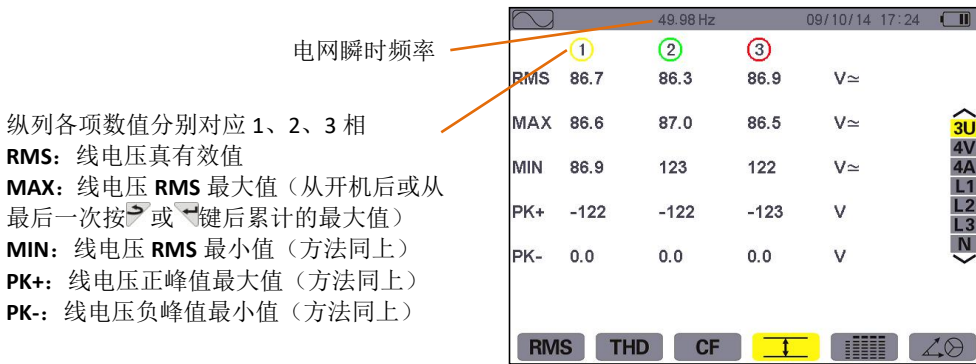 电网瞬时频率
纵列各项数值分别对应 1、2、3 相
RMS：线电压真有效值
MAX：线电压 RMS 最大值（从开机后或从
最后一次按 或 键后累计的最大值）
MIN：线电压 RMS 最小值（方法同上）
PK+：线电压正峰值最大值（方法同上）
PK-：线电压负峰值最小值（方法同上）
49.98 Hz 09/10/14 17:24
1 2 3
RMS 86.7 86.3 86.9 V≃
MAX 86.6 87.0 86.5 V≃
MIN 86.9 123 122 V≃
PK+ -122 -122 -123 V
PK- 0.0 0.0 0.0 V
3U
4V
4A
L1
L2
L3
N
RMS THD CF